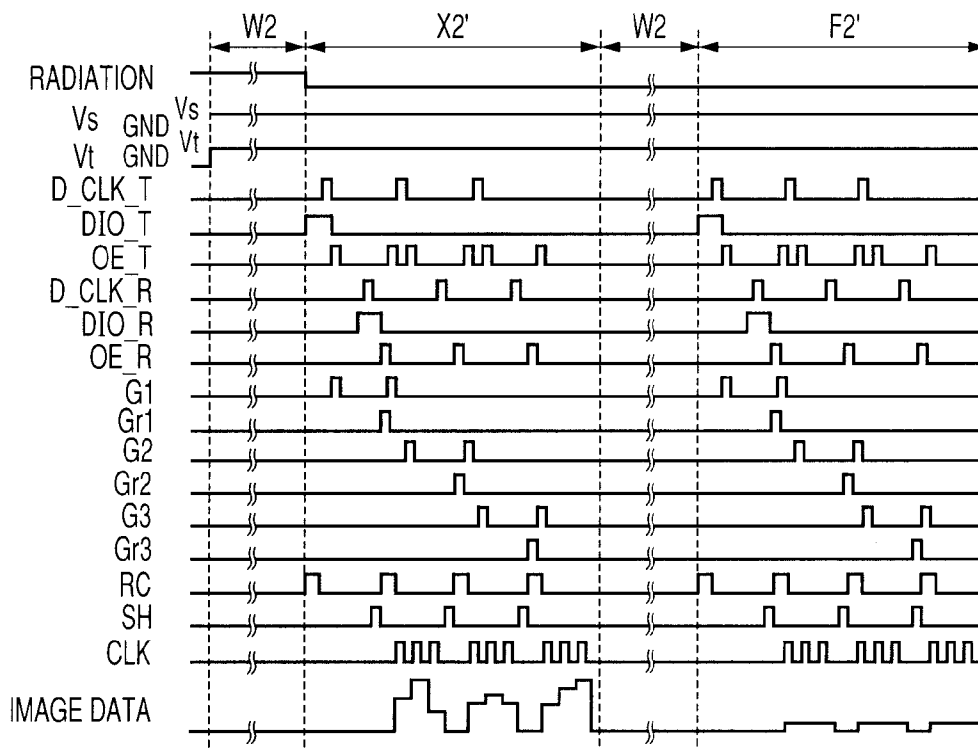 W2 X2' W2 F2'
RADIATION
Vs GND Vs
Vt GND Vt
D_CLK_T
DIO_T
OE_T
D_CLK_R
DIO_R
OE_R
G1
Gr1
G2
Gr2
G3
Gr3
RC
SH
CLK
IMAGE DATA